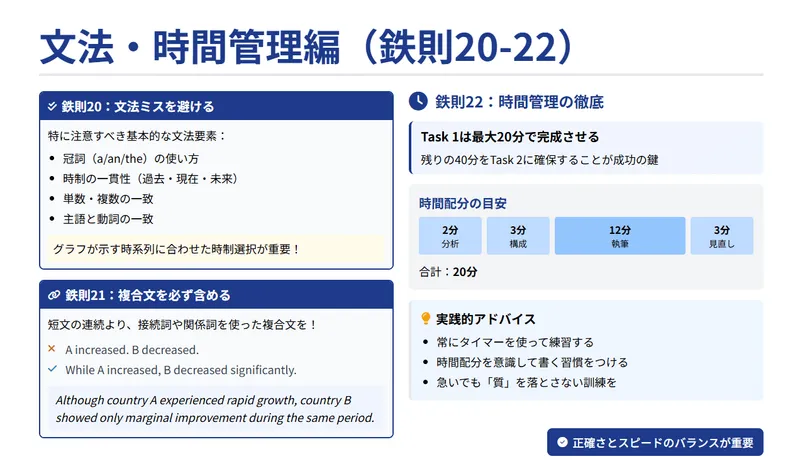 文法・時間管理編（鉄則20-22）
鉄則20：文法ミスを避ける
特に注意すべき基本的な文法要素：
• 冠詞（a/an/the）の使い方
• 時制の一貫性（過去・現在・未来）
• 単数・複数の一致
• 主語と動詞の一致
グラフが示す時系列に合わせた時制選択が重要！
鉄則21：複合文を必ず含める
短文の連続より、接続詞や関係詞を使った複合文を！
× A increased. B decreased.
✓ While A increased, B decreased significantly.
Although country A experienced rapid growth, country B
showed only marginal improvement during the same period.
鉄則22：時間管理の徹底
Task 1は最大20分で完成させる
残りの40分をTask 2に確保することが成功の鍵
時間配分の目安
2分 3分 12分 3分
分析 構成 執筆 見直し
合計：20分
実践的アドバイス
• 常にタイマーを使って練習する
• 時間配分を意識して書く習慣をつける
• 急いでも「質」を落とさない訓練を
正確さとスピードのバランスが重要